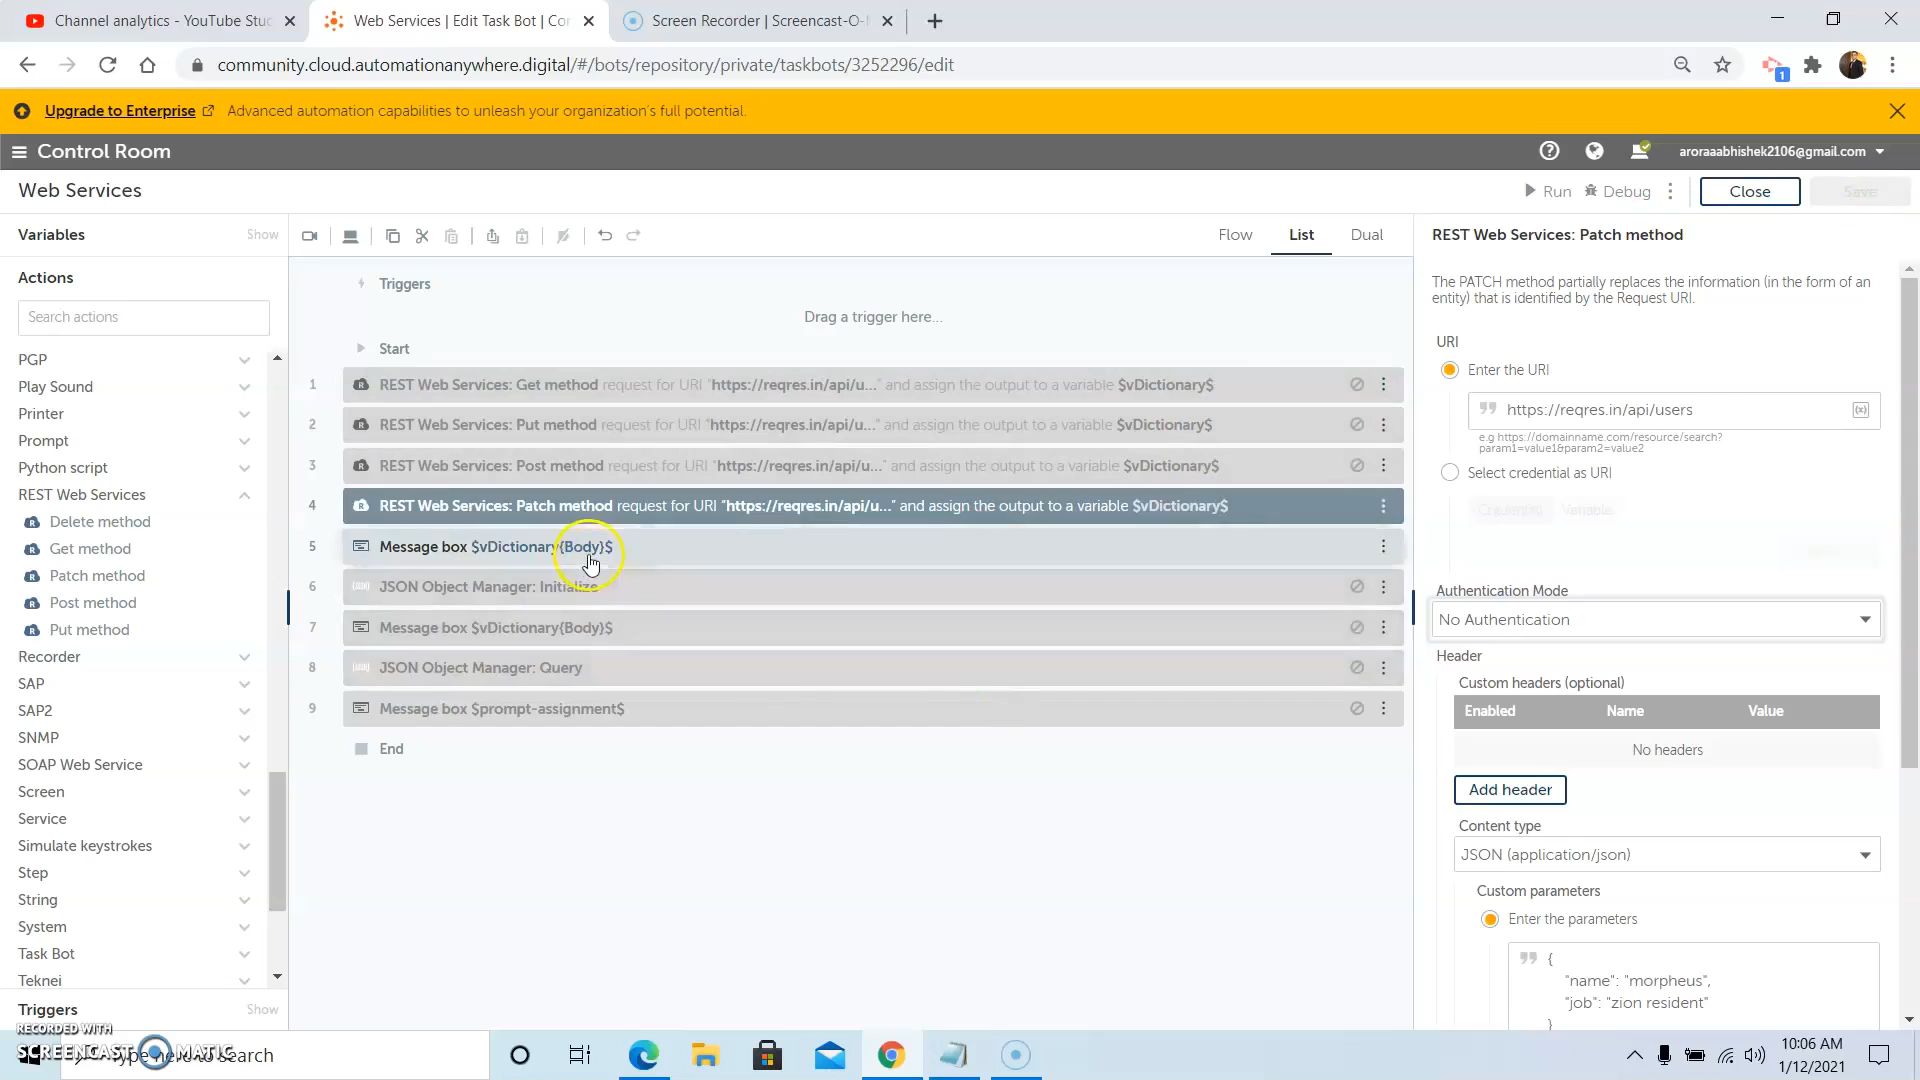 Channel analytics - YouTube Stud
Web Services | Edit Task Bot | Co
Screen Recorder | Screencast-O-
community.cloud.automationanywhere.digital/#/bots/repository/private/taskbots/3252296/edit
1
Upgrade to Enterprise Advanced automation capabilities to unleash your organization's full potential.
Control Room
aroraaabhishek2106@gmail.com
Web Services
Run Debug Close Save
Variables Show
Flow List Dual
Actions
Search actions
PGP
Play Sound
Printer
Prompt
Python script
REST Web Services
Delete method
Get method
Patch method
Post method
Put method
Recorder
SAP
SAP2
SNMP
SOAP Web Service
Screen
Service
Simulate keystrokes
Step
String
System
Task Bot
Teknei
Triggers Show
Triggers
Drag a trigger here...
Start
1 REST Web Services: Get method request for URI "https://reqres.in/api/u..." and assign the output to a variable $vDictionary$
2 REST Web Services: Put method request for URI "https://reqres.in/api/u..." and assign the output to a variable $vDictionary$
3 REST Web Services: Post method request for URI "https://reqres.in/api/u..." and assign the output to a variable $vDictionary$
4 REST Web Services: Patch method request for URI "https://reqres.in/api/u..." and assign the output to a variable $vDictionary$
5 Message box $vDictionary{Body}$
6 JSON Object Manager: Initialize
7 Message box $vDictionary{Body}$
8 JSON Object Manager: Query
9 Message box $prompt-assignment$
End
REST Web Services: Patch method
The PATCH method partially replaces the information (in the form of an
entity) that is identified by the Request URI.
URI
Enter the URI
https://reqres.in/api/users
(x)
e.g https://domainname.com/resource/search?
param1=value1&param2=value2
Select credential as URI
Credential Variable
Authentication Mode
No Authentication
Header
Custom headers (optional)
Enabled Name Value
No headers
Add header
Content type
JSON (application/json)
Custom parameters
Enter the parameters
{
"name": "morpheus",
"job": "zion resident"
}
RECORDED WITH
SCREENCAST MATIC
Type here to search
10:06 AM
1/12/2021